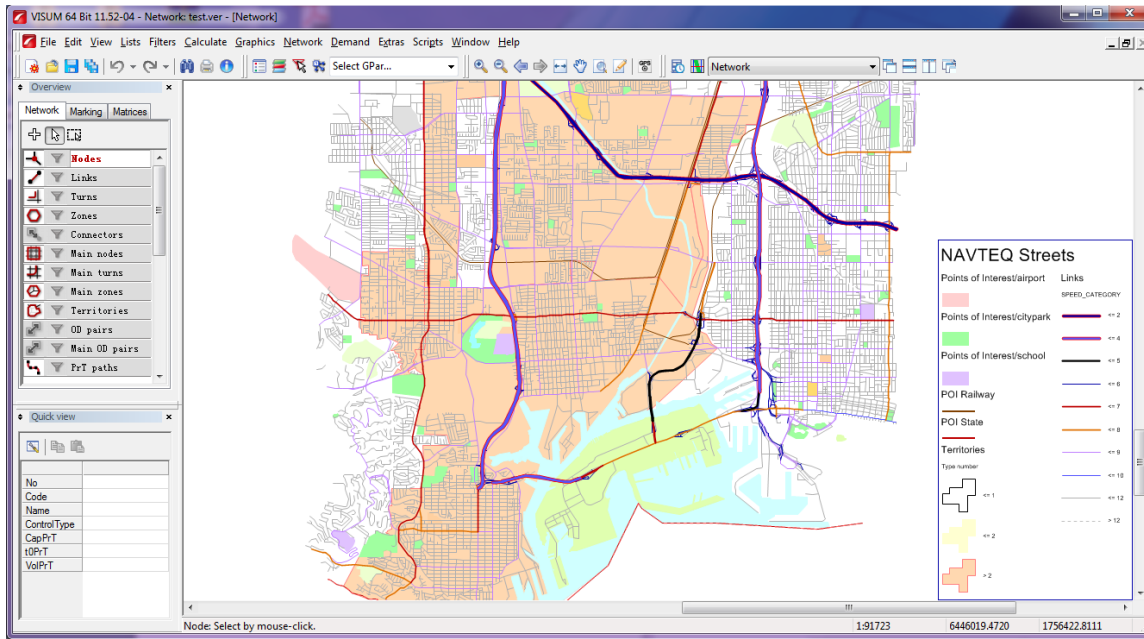 VISUM 64 Bit 11.52-04 - Network: test.ver - [Network]
File Edit View Lists Filters Calculate Graphics Network Demand Extras Scripts Window Help
Select GPar... Network
Overview
Network Marking Matrices
Nodes
Links
Turns
Zones
Connectors
Main nodes
Main turns
Main zones
Territories
OD pairs
Main OD pairs
PrT paths
Quick view
No
Code
Name
ControlType
CapPrT
t0PrT
VolPrT
NAVTEQ Streets
Points of Interest/airport
Points of Interest/citypark
Points of Interest/school
POI Railway
POI State
Territories
Type number
<= 1
<= 2
> 2
Links
SPEED_CATEGORY
<= 2
<= 4
<= 5
<= 6
<= 7
<= 8
<= 9
<= 10
<= 12
> 12
Node: Select by mouse-click. 1:91723 6446019.4720 1756422.8111